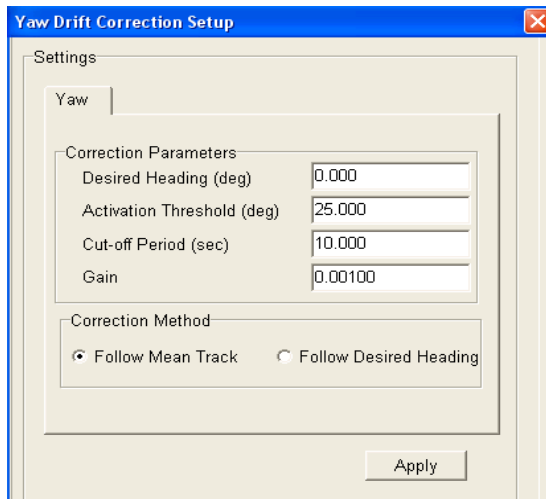 Yaw Drift Correction Setup
Settings
Yaw
Correction Parameters
Desired Heading (deg) 0.000
Activation Threshold (deg) 25.000
Cut-off Period (sec) 10.000
Gain 0.00100
Correction Method
Follow Mean Track Follow Desired Heading
Apply